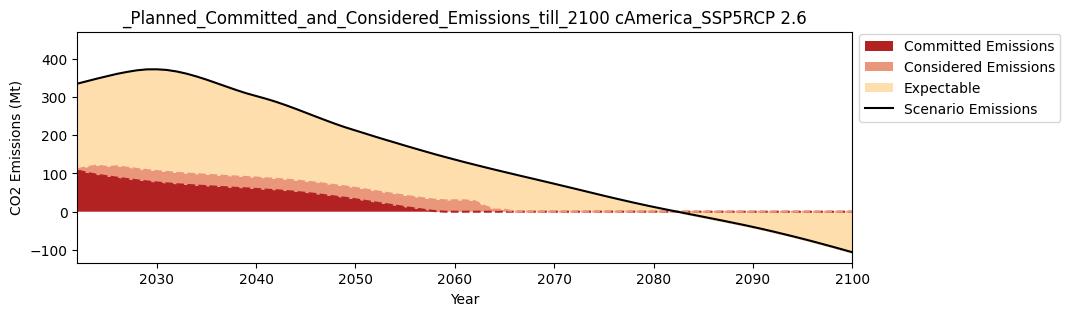 _Planned_Committed_and_Considered_Emissions_till_2100 cAmerica_SSP5RCP 2.6
CO2 Emissions (Mt)
400
300
200
100
0
−100
2030 2040 2050 2060 2070 2080 2090 2100
Year
Committed Emissions
Considered Emissions
Expectable
Scenario Emissions